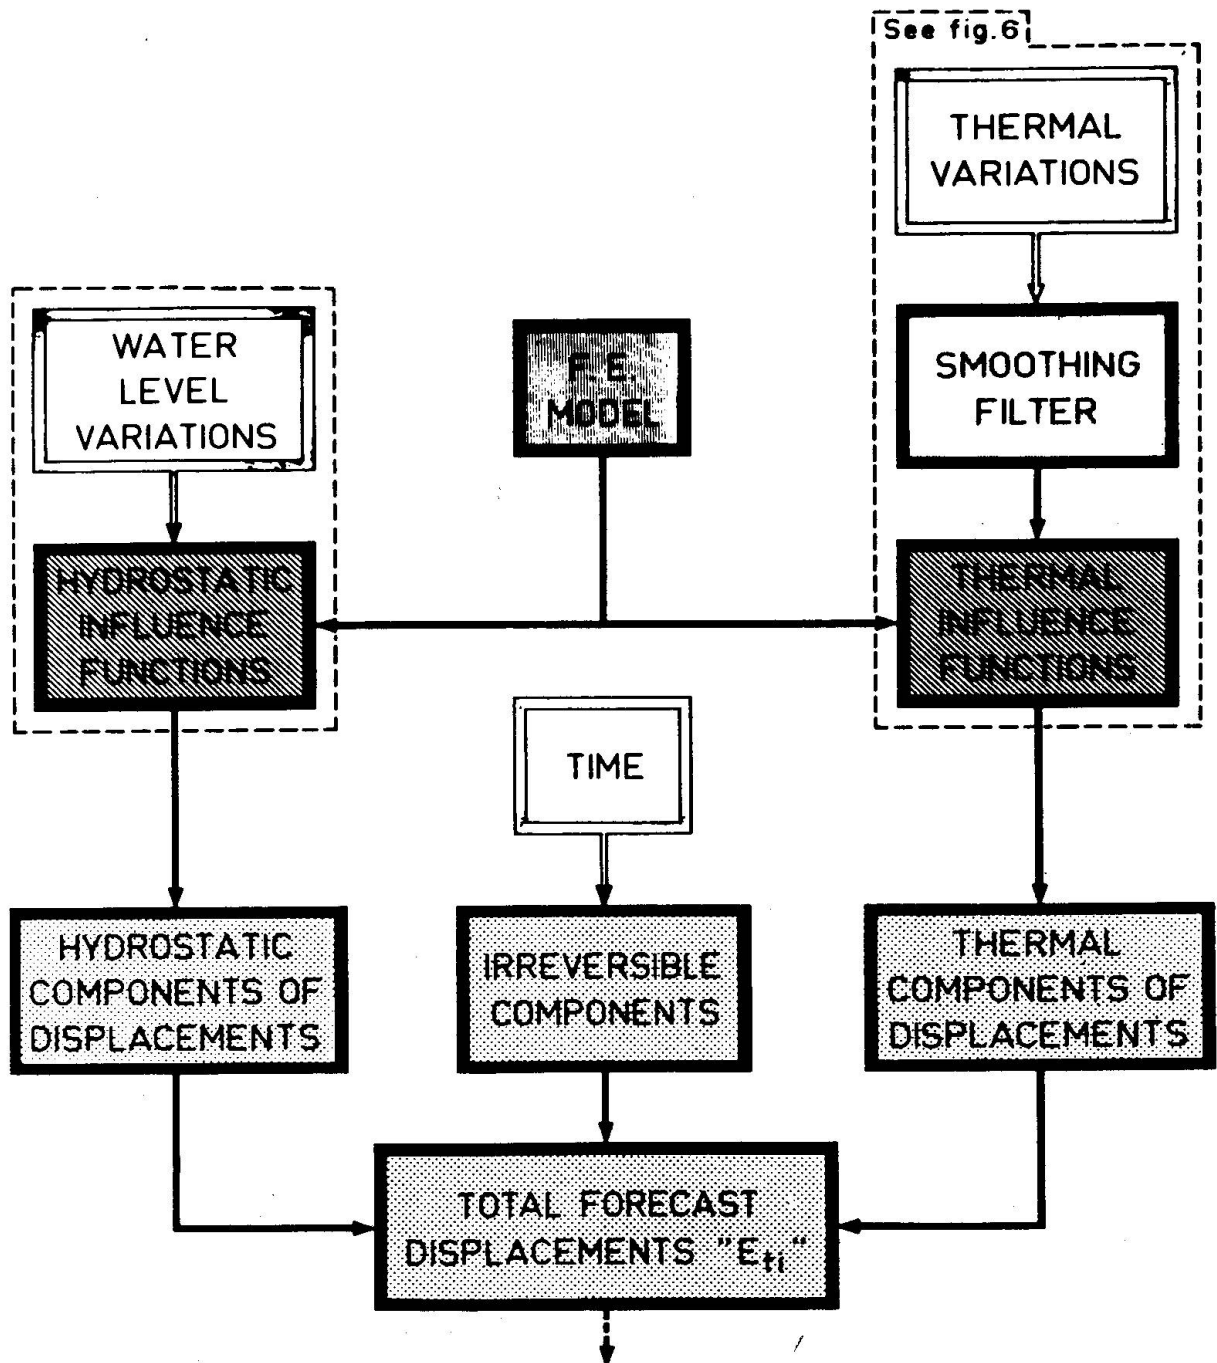 See fig.6
THERMAL
VARIATIONS
WATER
LEVEL
VARIATIONS
F. E.
MODEL
SMOOTHING
FILTER
HYDROSTATIC
INFLUENCE
FUNCTIONS
THERMAL
INFLUENCE
FUNCTIONS
TIME
HYDROSTATIC
COMPONENTS OF
DISPLACEMENTS
IRREVERSIBLE
COMPONENTS
THERMAL
COMPONENTS OF
DISPLACEMENTS
TOTAL FORECAST
DISPLACEMENTS "Eti"